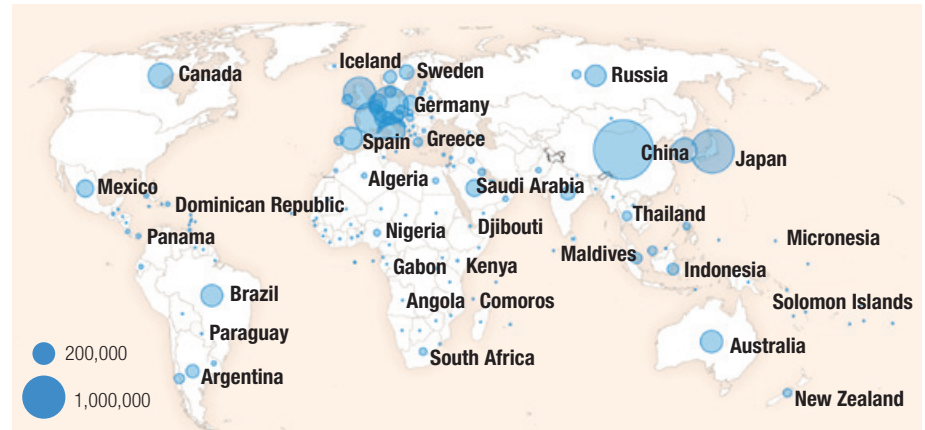 Iceland
Canada
Sweden
Russia
Germany
Spain
Greece
China
Japan
Mexico
Algeria
Saudi Arabia
Dominican Republic
Thailand
Panama
Nigeria
Djibouti
Micronesia
Maldives
Gabon
Kenya
Indonesia
Brazil
Angola
Comoros
Solomon Islands
Paraguay
Australia
200,000
South Africa
Argentina
1,000,000
New Zealand